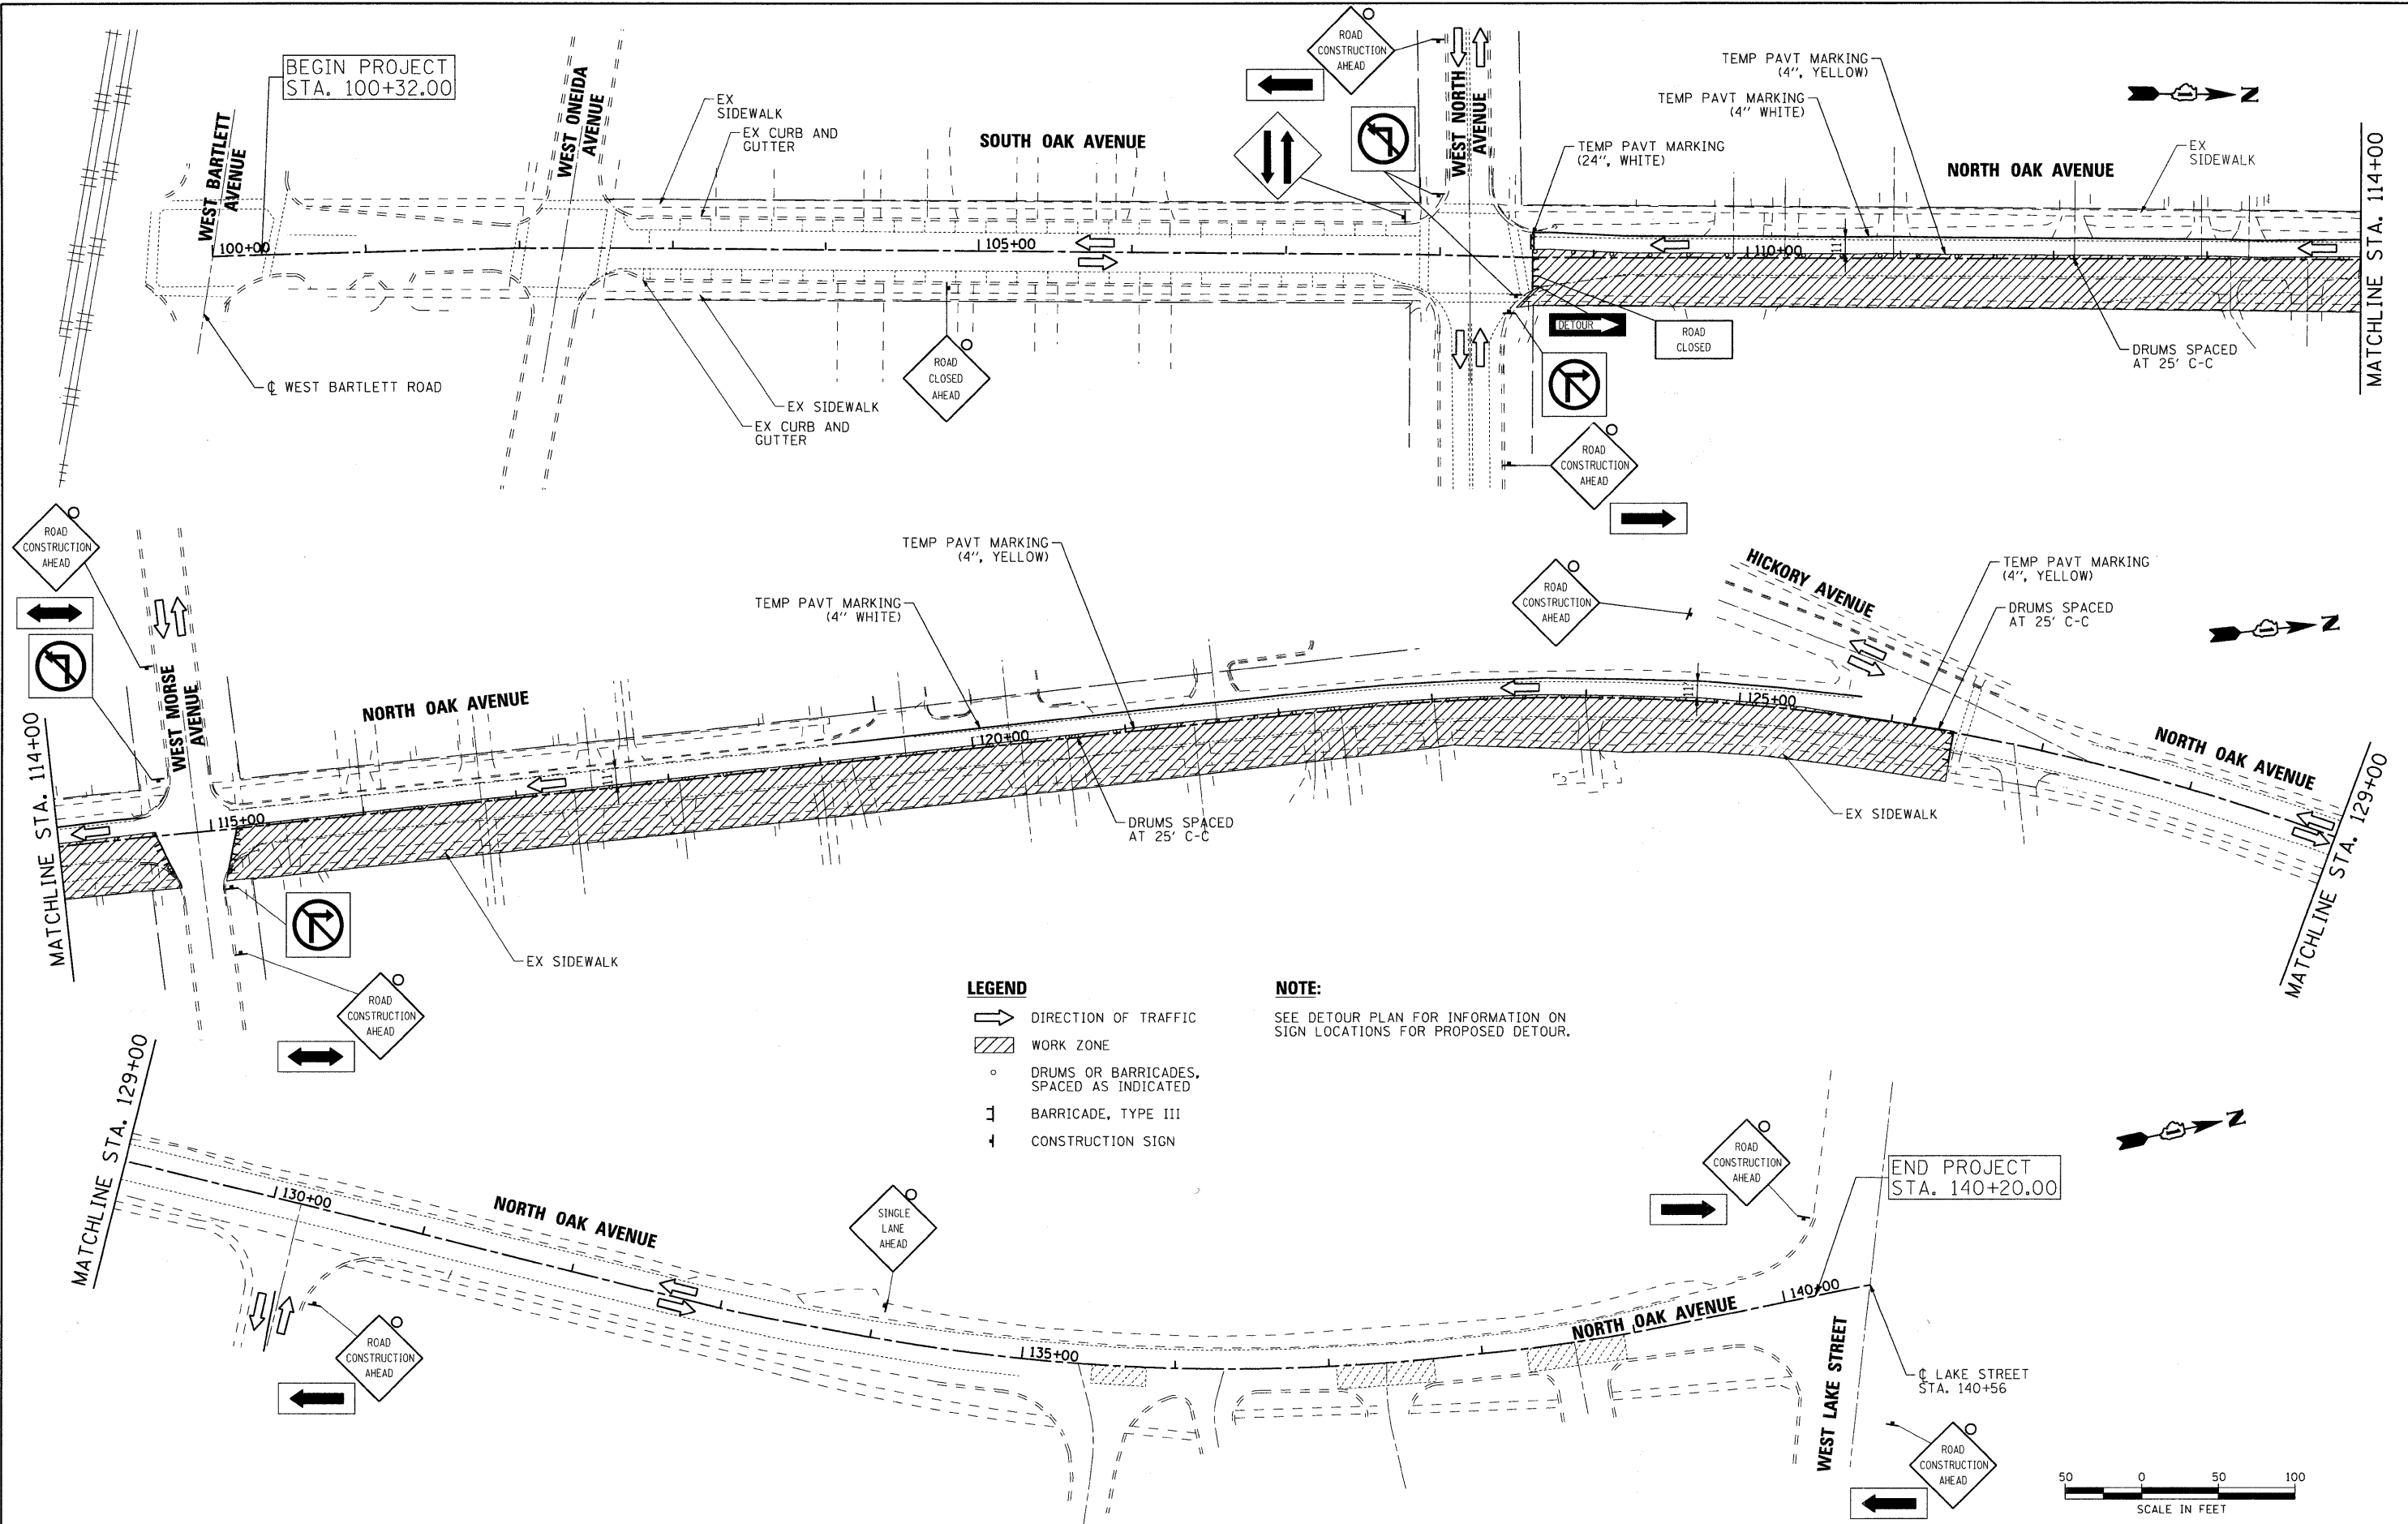 BEGIN PROJECT
STA. 100+32.00
WEST BARTLETT
AVENUE
WEST ONEIDA
AVENUE
EX
SIDEWALK
EX CURB AND
GUTTER
SOUTH OAK AVENUE
ROAD
CONSTRUCTION
AHEAD
WEST NORTH
AVENUE
TEMP PAVT MARKING
(4", YELLOW)
TEMP PAVT MARKING
(4" WHITE)
TEMP PAVT MARKING
(24", WHITE)
NORTH OAK AVENUE
EX
SIDEWALK
N
MATCHLINE STA. 114+00
100+00
105+00
110+00
11'
℄ WEST BARTLETT ROAD
EX SIDEWALK
EX CURB AND
GUTTER
ROAD
CLOSED
AHEAD
DETOUR
ROAD
CLOSED
DRUMS SPACED
AT 25' C-C
ROAD
CONSTRUCTION
AHEAD
ROAD
CONSTRUCTION
AHEAD
WEST MORSE
AVENUE
NORTH OAK AVENUE
TEMP PAVT MARKING
(4", YELLOW)
TEMP PAVT MARKING
(4" WHITE)
ROAD
CONSTRUCTION
AHEAD
HICKORY AVENUE
TEMP PAVT MARKING
(4", YELLOW)
DRUMS SPACED
AT 25' C-C
N
NORTH OAK AVENUE
MATCHLINE STA. 114+00
115+00
11'
120+00
11'
125+00
DRUMS SPACED
AT 25' C-C
EX SIDEWALK
EX SIDEWALK
MATCHLINE STA. 129+00
ROAD
CONSTRUCTION
AHEAD
LEGEND
DIRECTION OF TRAFFIC
WORK ZONE
DRUMS OR BARRICADES,
SPACED AS INDICATED
BARRICADE, TYPE III
CONSTRUCTION SIGN
NOTE:
SEE DETOUR PLAN FOR INFORMATION ON
SIGN LOCATIONS FOR PROPOSED DETOUR.
MATCHLINE STA. 129+00
130+00
NORTH OAK AVENUE
SINGLE
LANE
AHEAD
ROAD
CONSTRUCTION
AHEAD
END PROJECT
STA. 140+20.00
N
135+00
NORTH OAK AVENUE
140+00
WEST LAKE STREET
℄ LAKE STREET
STA. 140+56
ROAD
CONSTRUCTION
AHEAD
ROAD
CONSTRUCTION
AHEAD
50 0 50 100
SCALE IN FEET